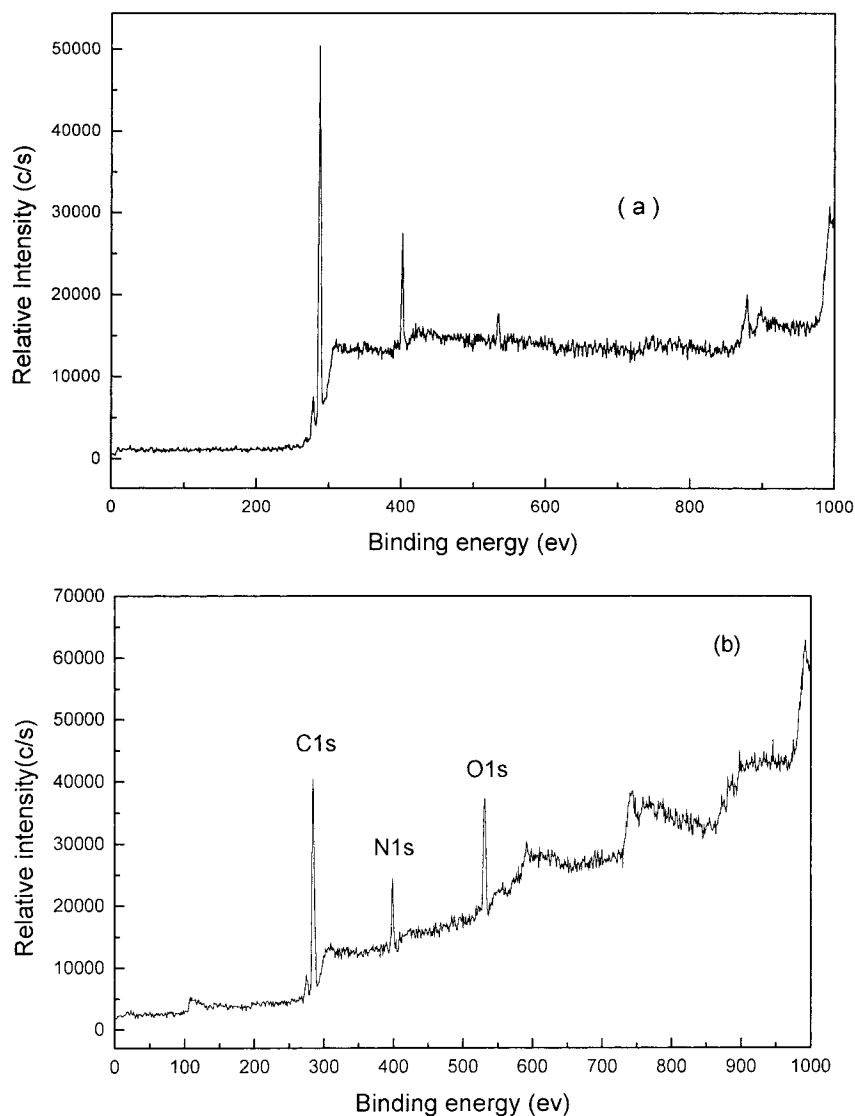 50000
40000
30000
20000
10000
0
Relative Intensity (c/s)
( a )
0 200 400 600 800 1000
Binding energy (ev)
70000
60000
50000
40000
30000
20000
10000
0
Relative intensity(c/s)
(b)
C1s
O1s
N1s
0 100 200 300 400 500 600 700 800 900 1000
Binding energy (ev)